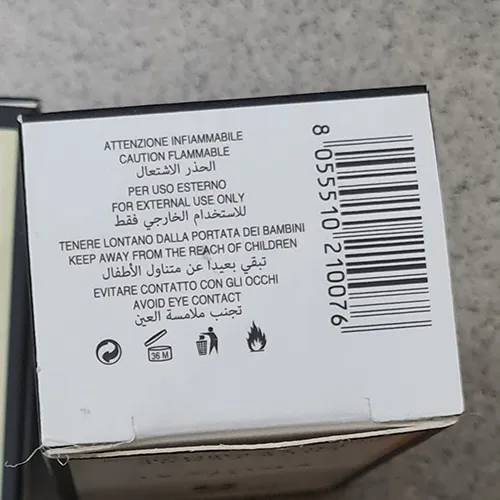 ATTENZIONE INFIAMMABILE
CAUTION FLAMMABLE
الحذر الاشتعال
PER USO ESTERNO
FOR EXTERNAL USE ONLY
للاستخدام الخارجي فقط
TENERE LONTANO DALLA PORTATA DEI BAMBINI
KEEP AWAY FROM THE REACH OF CHILDREN
تبقي بعيداً عن متناول الأطفال
EVITARE CONTATTO CON GLI OCCHI
AVOID EYE CONTACT
تجنب ملامسة العين
36 M
8 055510 210076